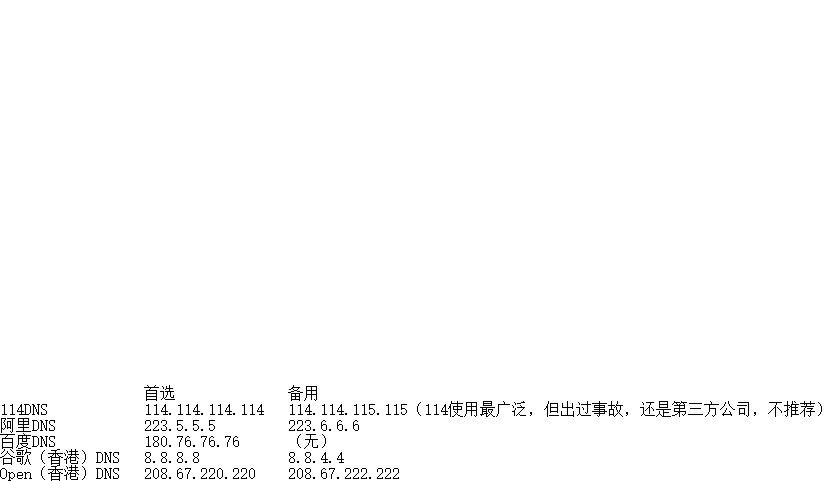 首选 备用
114DNS 114.114.114.114 114.114.115.115（114使用最广泛，但出过事故，还是第三方公司，不推荐）
阿里DNS 223.5.5.5 223.6.6.6
百度DNS 180.76.76.76 （无）
谷歌（香港）DNS 8.8.8.8 8.8.4.4
Open（香港）DNS 208.67.220.220 208.67.222.222